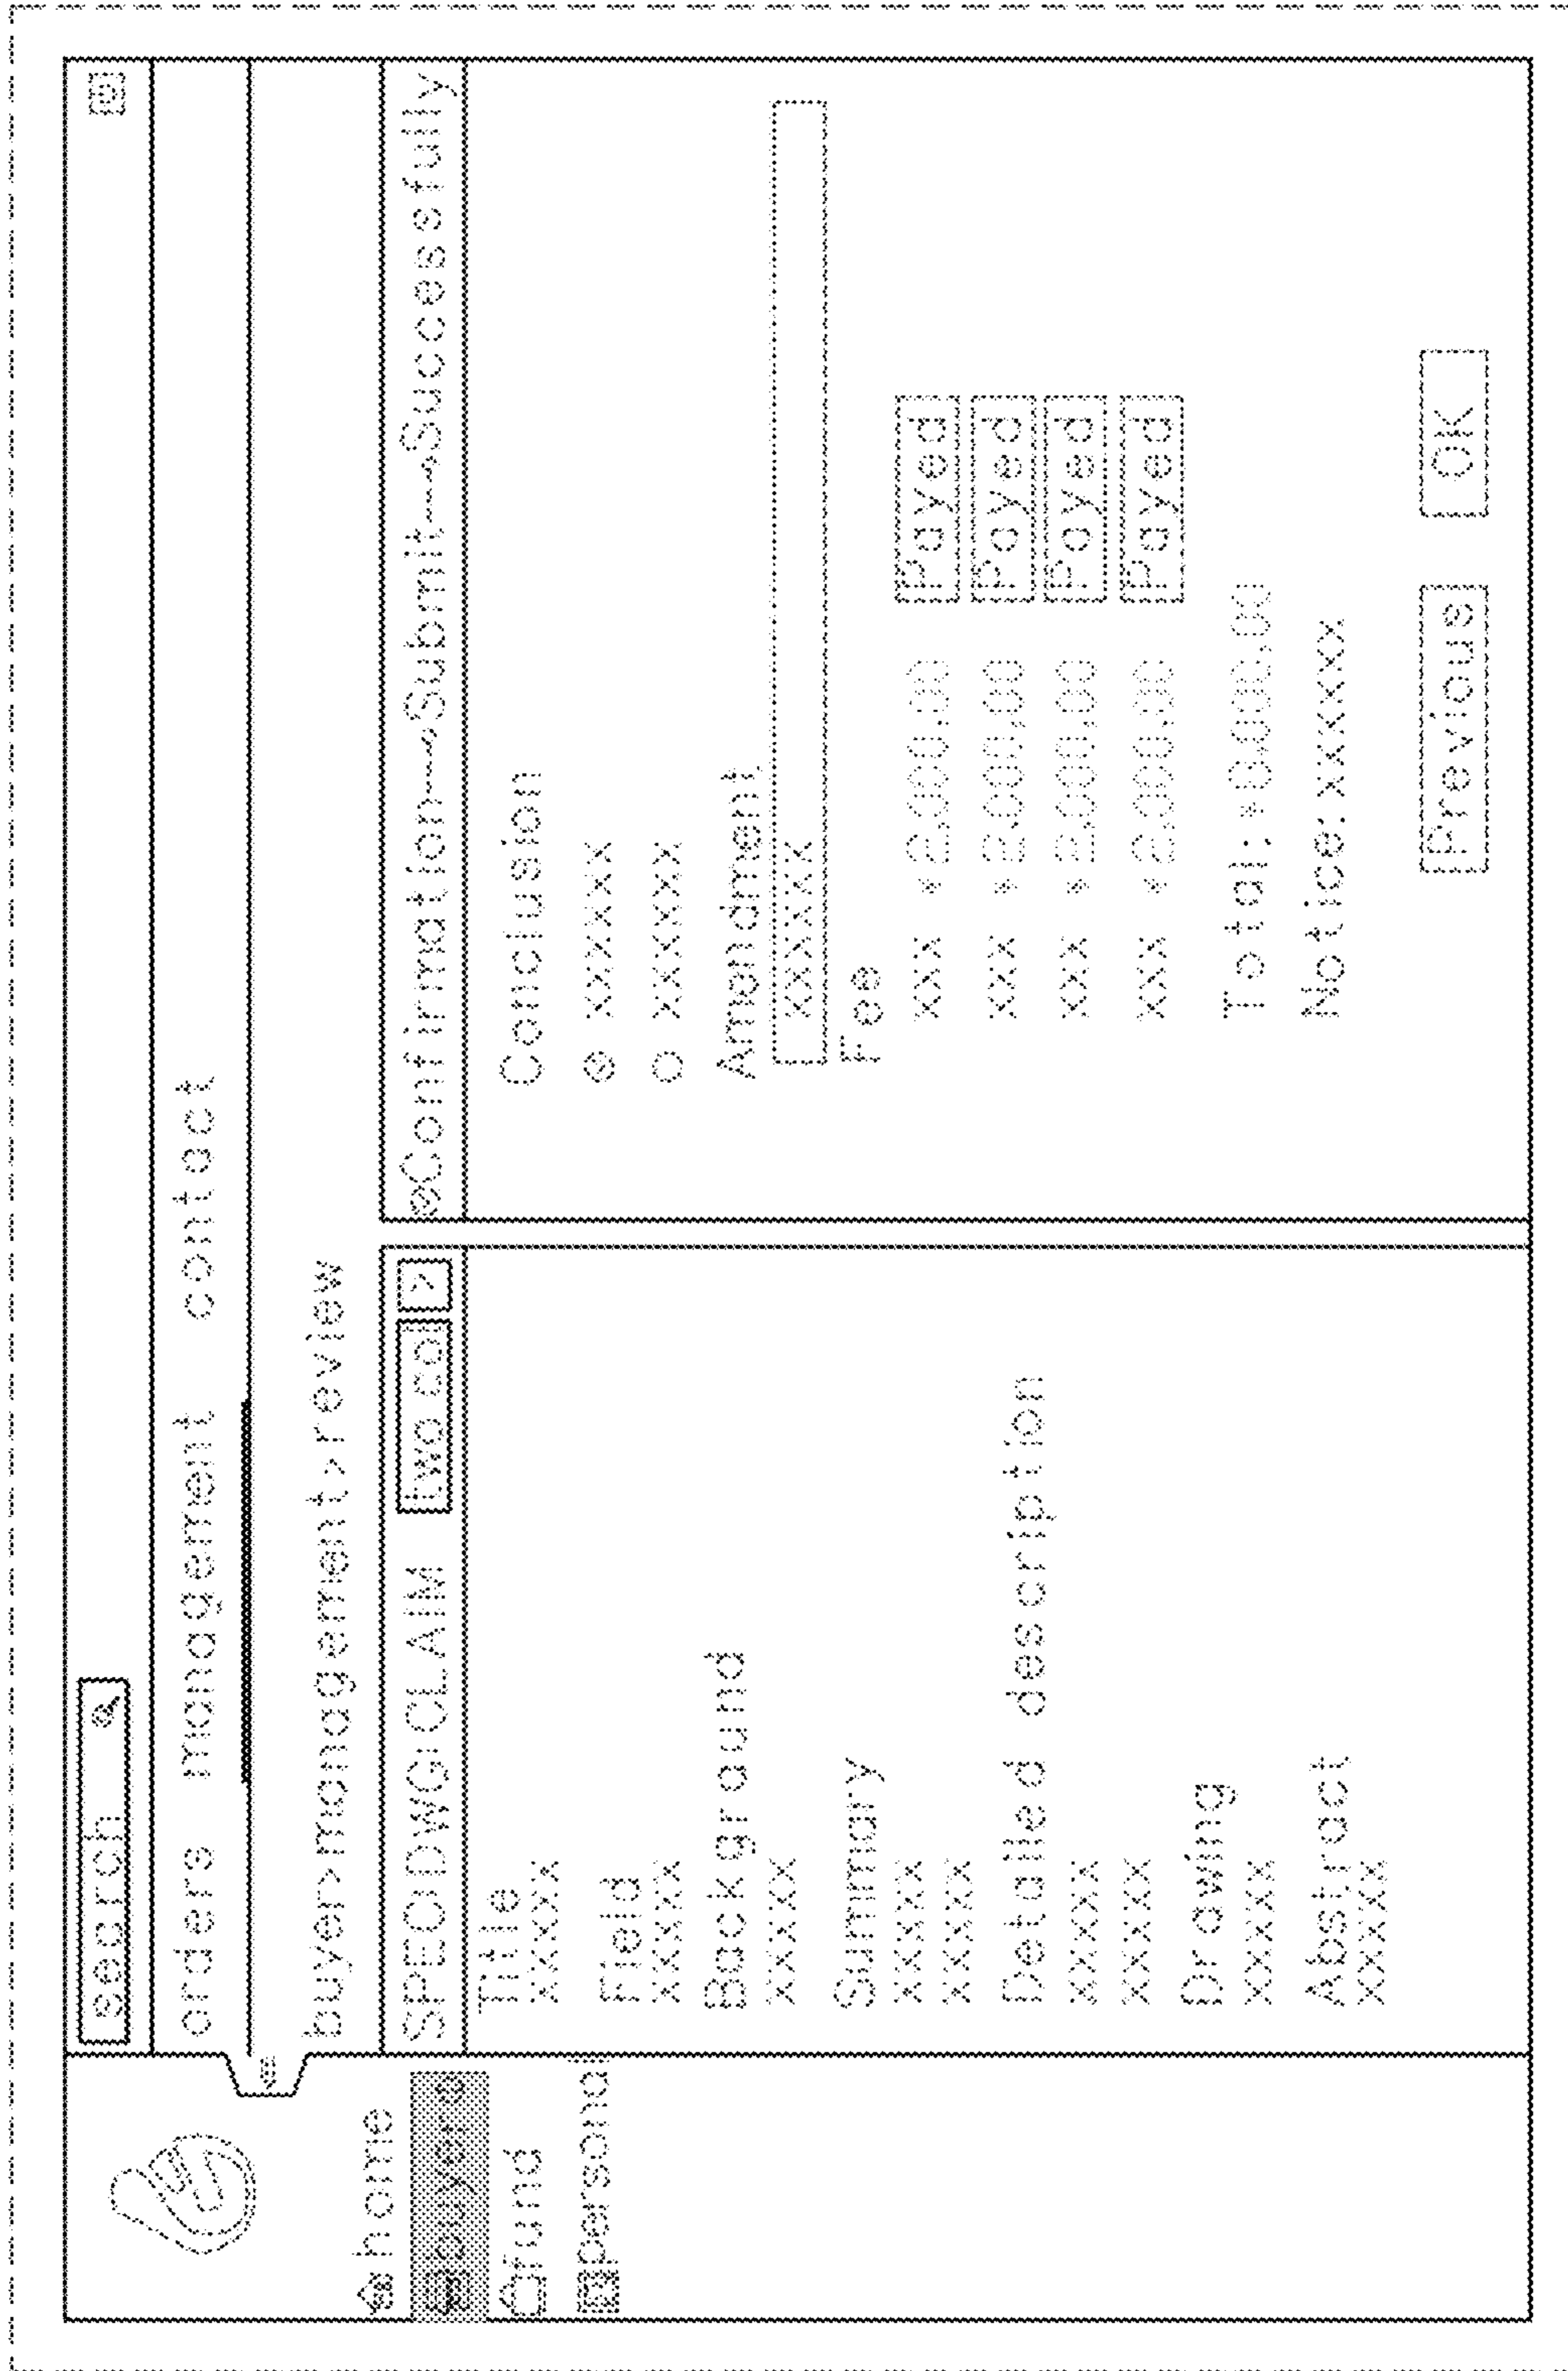 search
orders management contact
buyer>management>review
home
buyers
fund
persona
SPEC|DWG|CLAIM two col >
Title
xxxxx
Field
xxxxx
Background
xxxxx
Summary
xxxxx
xxxxx
Detailed description
xxxxx
xxxxx
Drawing
xxxxx
Abstract
xxxxx
Confirmation Submit Successfully
Conclusion
xxxxxx
xxxxxx
Amendment
xxxxxx
Fee
xxx *2,000.00 Payed
xxx *2,000.00 Payed
xxx *2,000.00 Payed
xxx *2,000.00 Payed
Total: *8,000.00
Notice: xxxxxxx
Previous OK